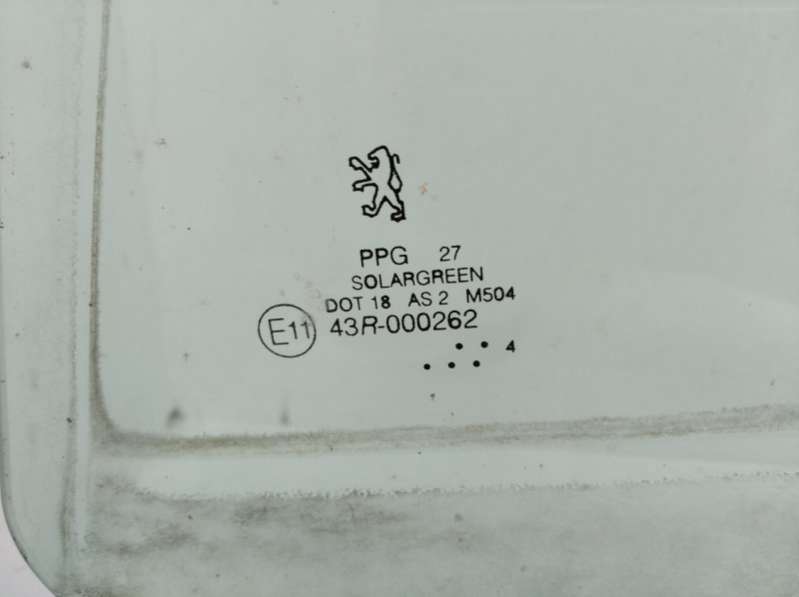 PPG 27
SOLARGREEN
DOT 18 AS 2 M504
E11 43R-000262
4